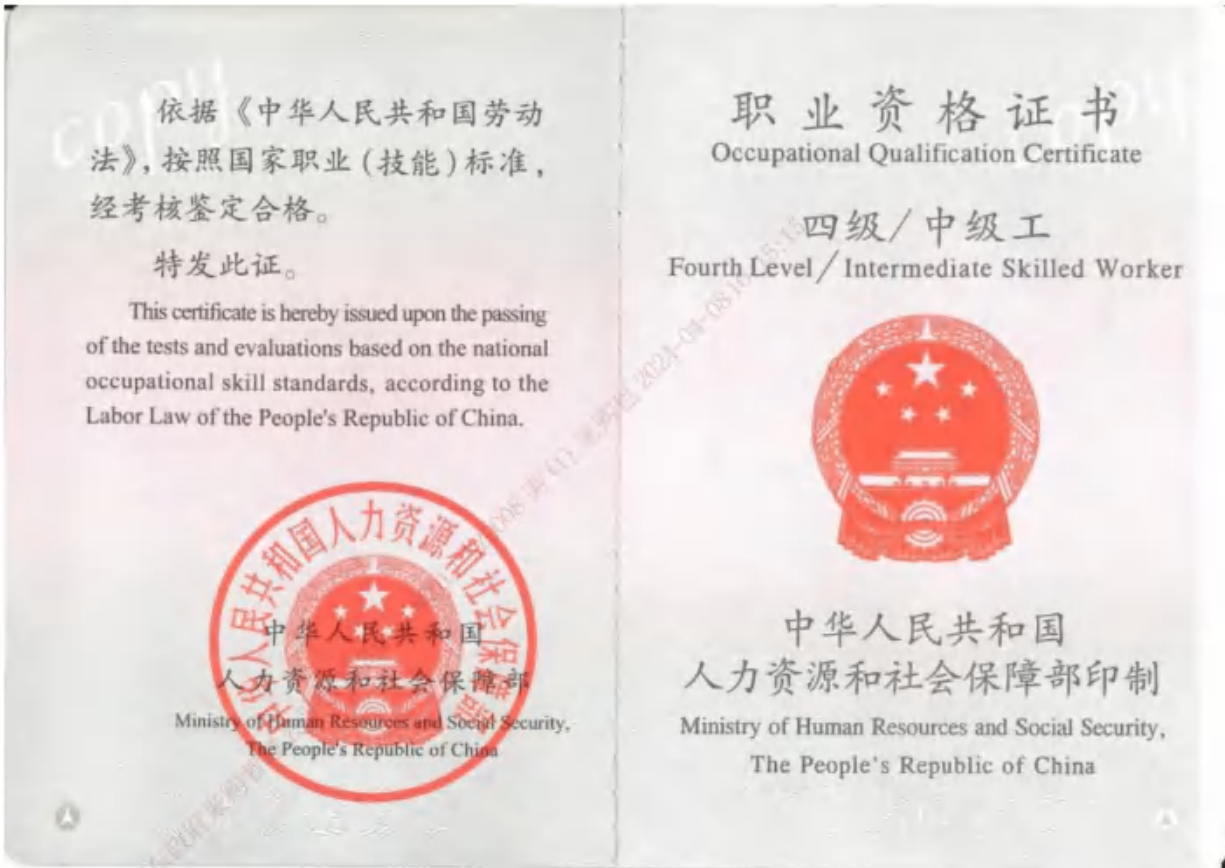 copy
依据《中华人民共和国劳动
法》,按照国家职业(技能)标准,
经考核鉴定合格。
特发此证。
This certificate is hereby issued upon the passing
of the tests and evaluations based on the national
occupational skill standards, according to the
Labor Law of the People's Republic of China.
中华人民共和国人力资源和社会保障部
中华人民共和国
人力资源和社会保障部
Ministry of Human Resources and Social Security,
The People's Republic of China
copy
职业资格证书
Occupational Qualification Certificate
四级/中级工
Fourth Level/Intermediate Skilled Worker
中华人民共和国
人力资源和社会保障部印制
Ministry of Human Resources and Social Security,
The People's Republic of China